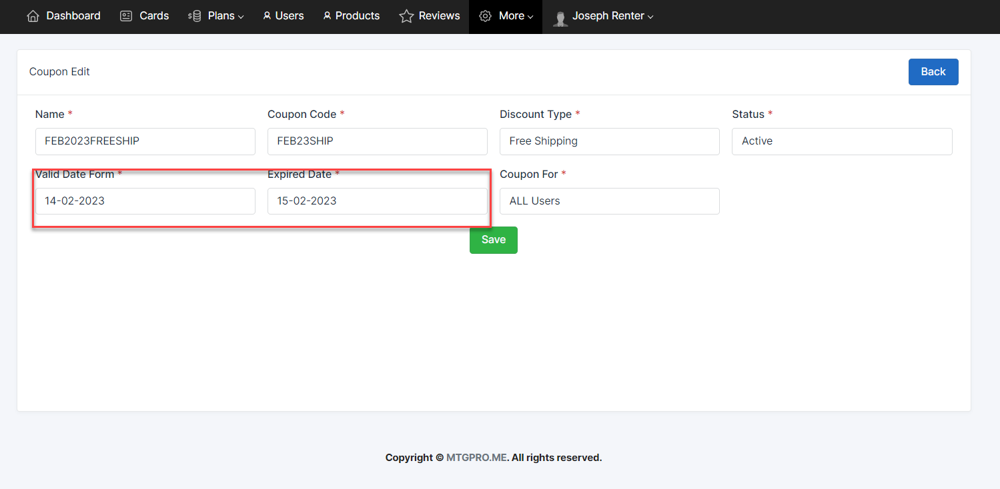 Dashboard Cards Plans Users Products Reviews More Joseph Renter
Coupon Edit Back
Name * Coupon Code * Discount Type * Status *
FEB2023FREESHIP FEB23SHIP Free Shipping Active
Valid Date Form * Expired Date * Coupon For *
14-02-2023 15-02-2023 ALL Users
Save
Copyright © MTGPRO.ME. All rights reserved.